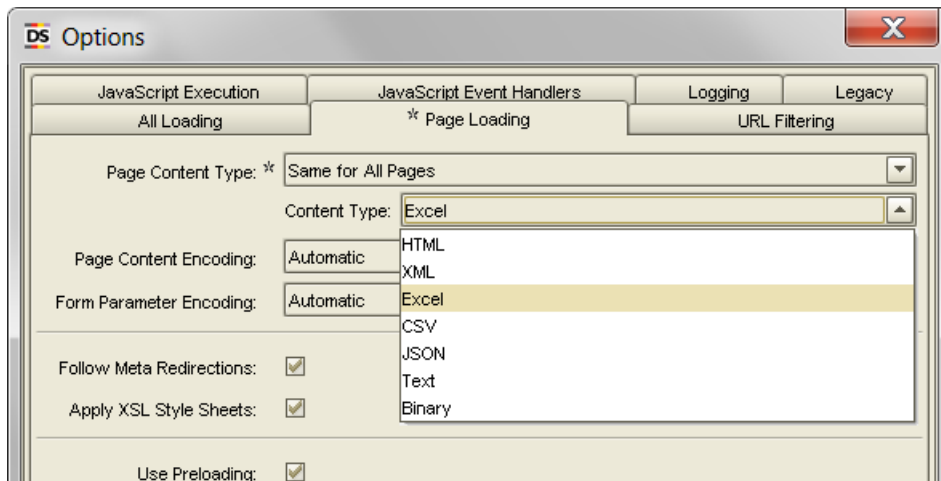 DS Options
JavaScript Execution JavaScript Event Handlers Logging Legacy
All Loading * Page Loading URL Filtering
Page Content Type: * Same for All Pages
Content Type: Excel
HTML
Page Content Encoding: Automatic
XML
Form Parameter Encoding: Automatic
Excel
CSV
JSON
Follow Meta Redirections:
Text
Apply XSL Style Sheets:
Binary
Use Preloading: